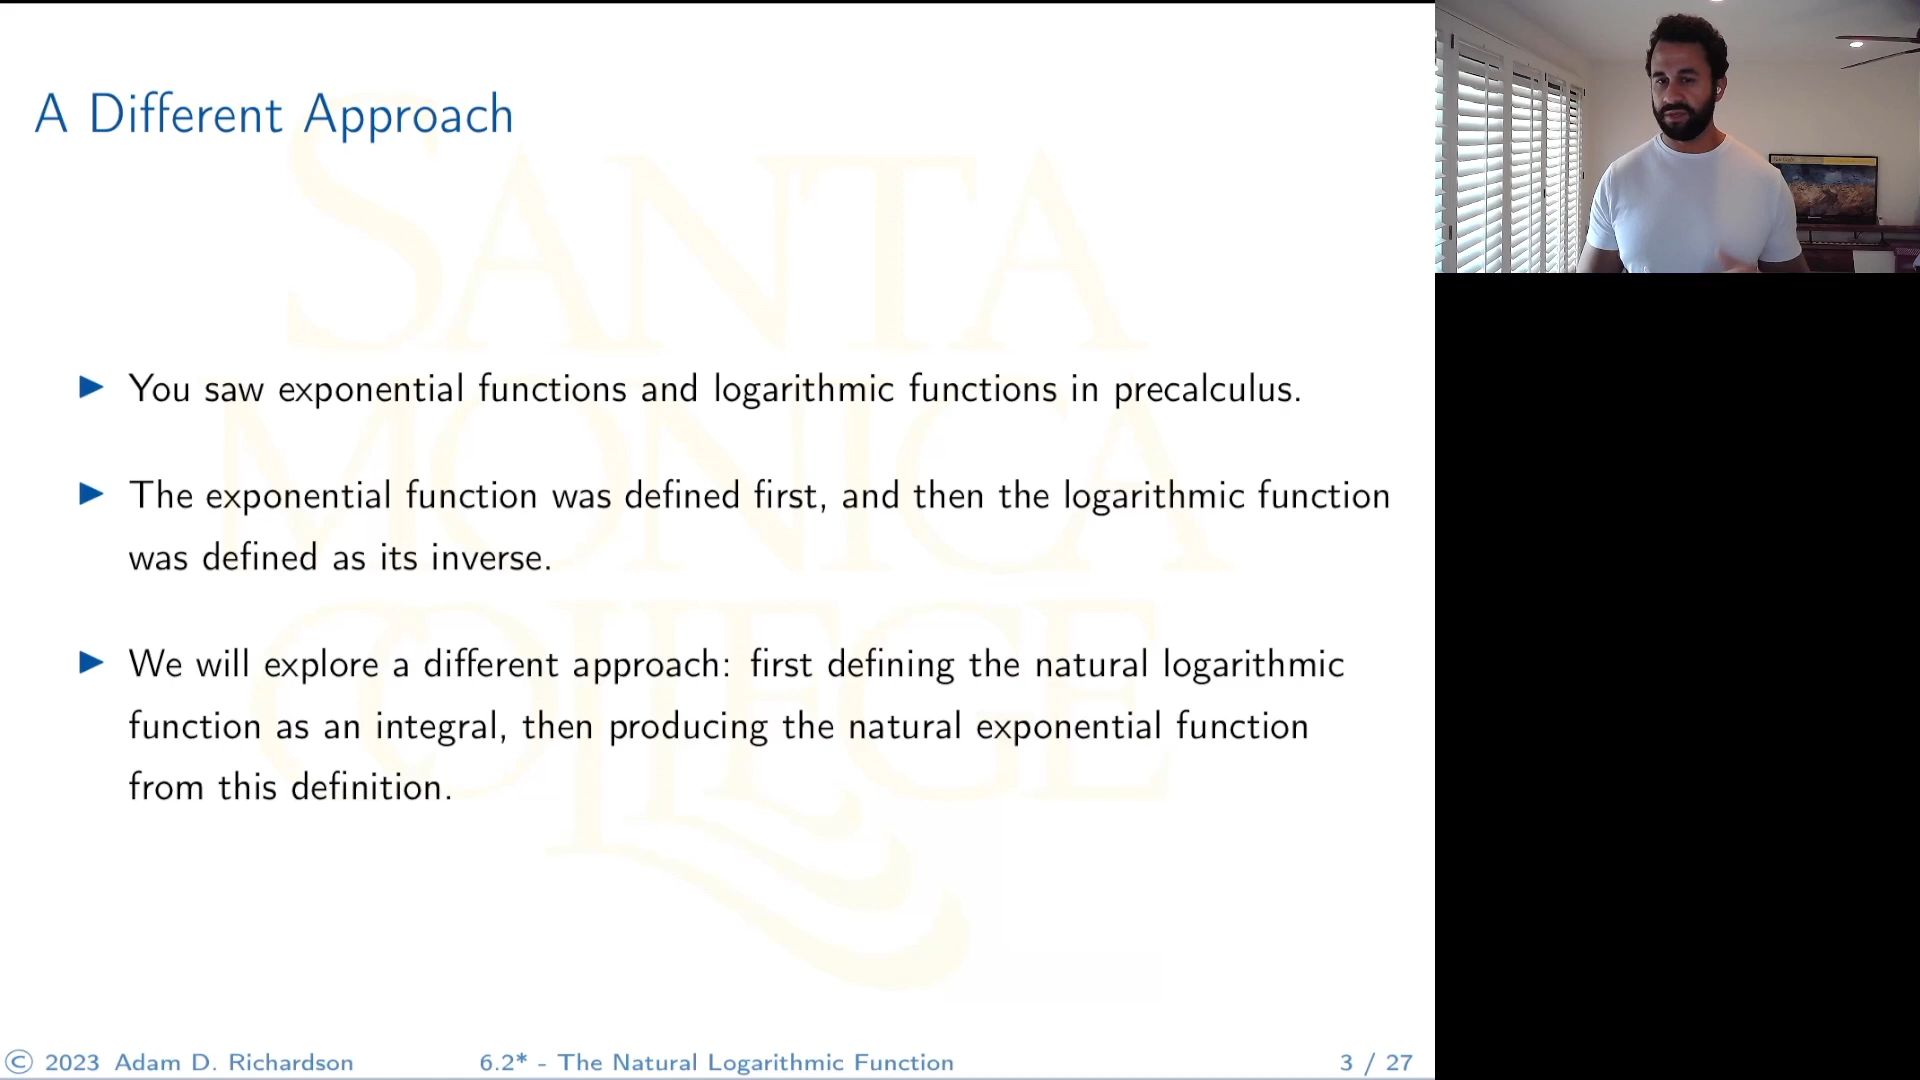 A Different Approach
SANTA
MONICA
COLLEGE
▶ You saw exponential functions and logarithmic functions in precalculus.
▶ The exponential function was defined first, and then the logarithmic function
was defined as its inverse.
▶ We will explore a different approach: first defining the natural logarithmic
function as an integral, then producing the natural exponential function
from this definition.
© 2023 Adam D. Richardson
6.2* - The Natural Logarithmic Function
3 / 27